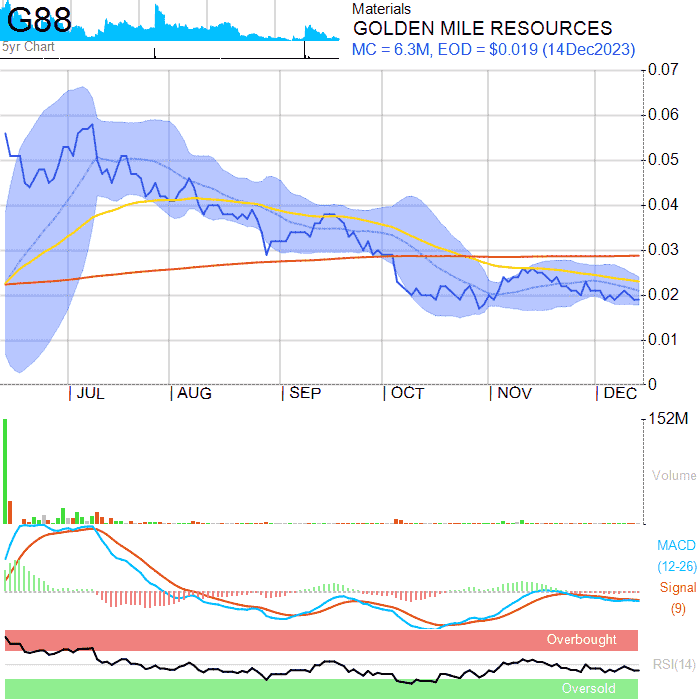 G88
5yr Chart
Materials
GOLDEN MILE RESOURCES
MC = 6.3M, EOD = $0.019 (14Dec2023)
0.07
0.06
0.05
0.04
0.03
0.02
0.01
0
JUL AUG SEP OCT NOV DEC
152M
Volume
MACD
(12-26)
Signal
(9)
Overbought
RSI(14)
Oversold